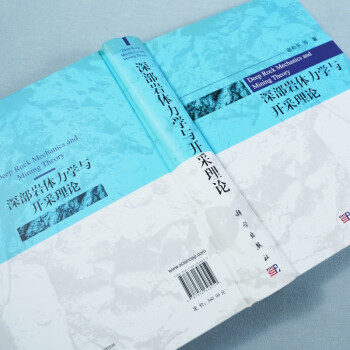 Deep Rock Mechanics and
Mining Theory
深部岩体力学与
开采理论
深部岩体力学与开采理论
科学出版社
Deep Rock Mechanics and
Mining Theory
深部岩体力学与
开采理论
www.sciencep.com